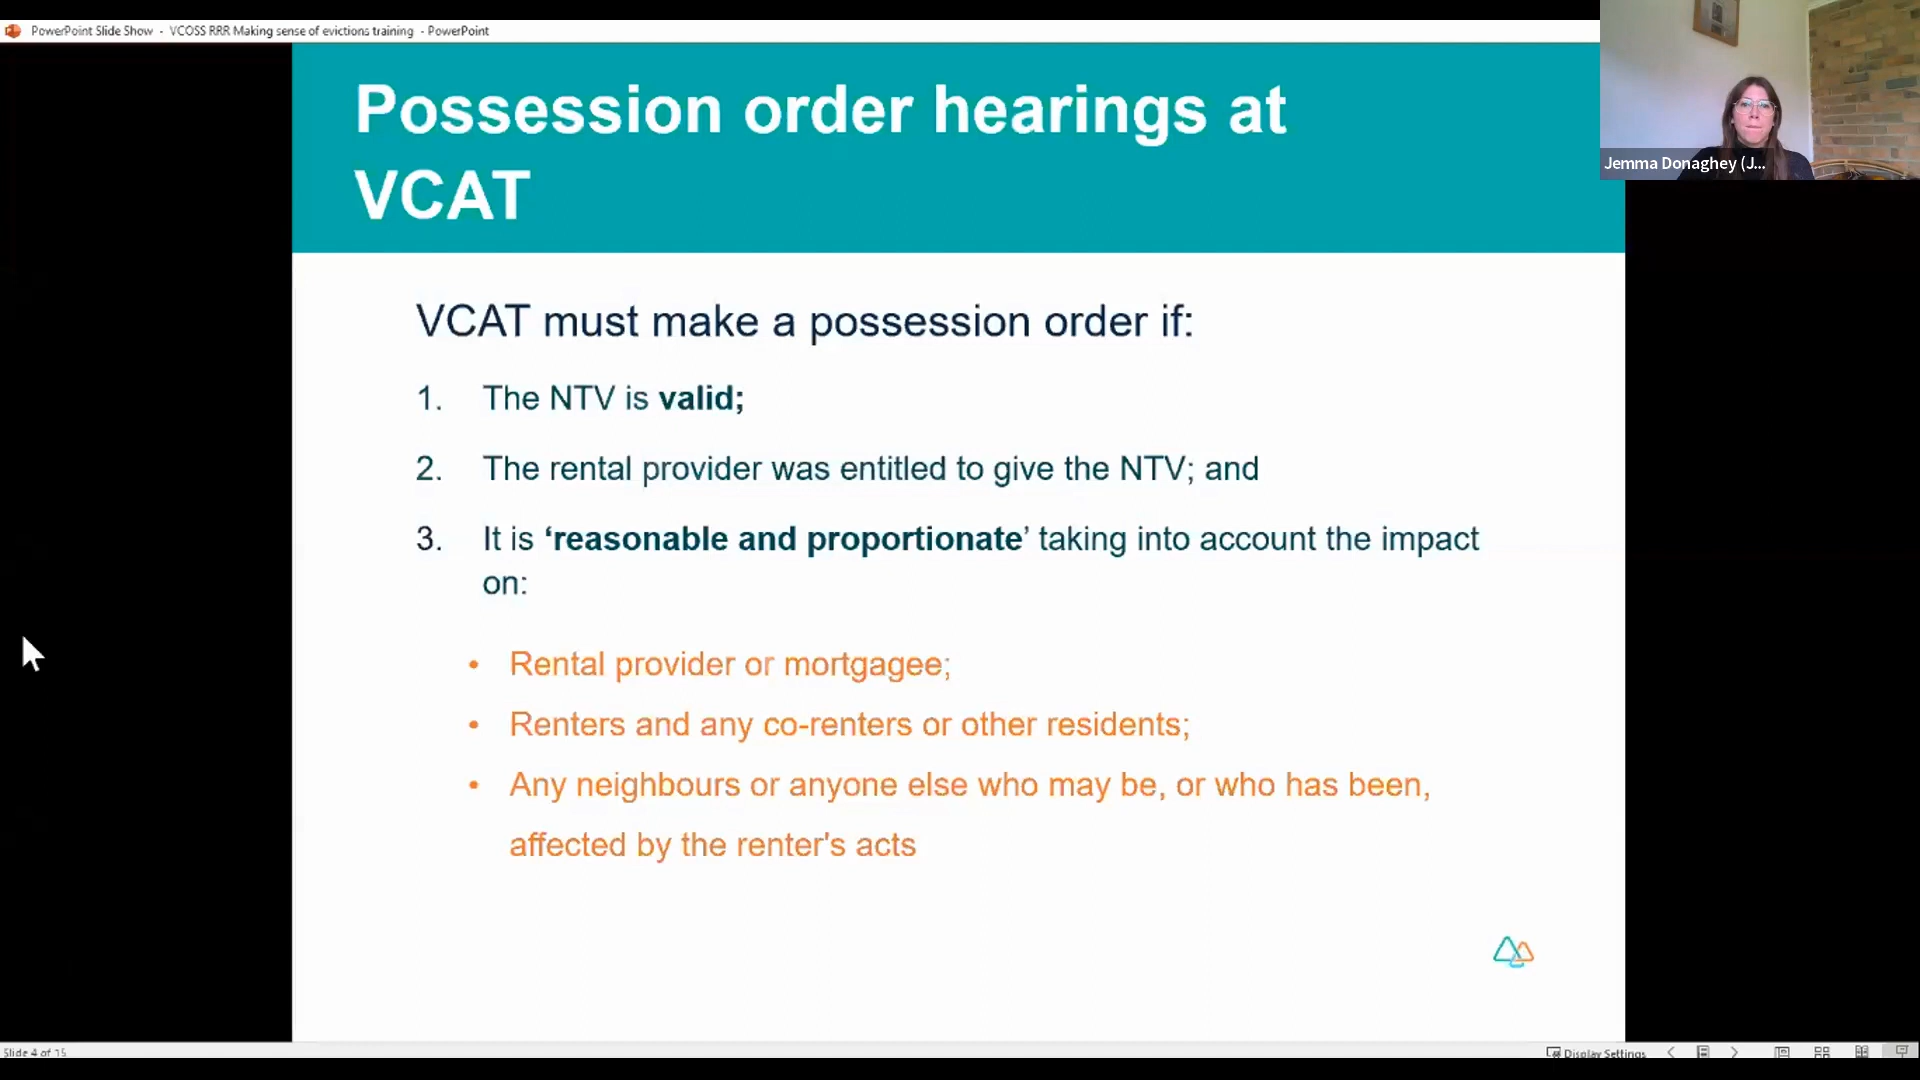 PowerPoint Slide Show - VCOSS RRR Making sense of evictions training - PowerPoint
Possession order hearings at
VCAT
Jemma Donaghey (J...
VCAT must make a possession order if:
1. The NTV is valid;
2. The rental provider was entitled to give the NTV; and
3. It is ‘reasonable and proportionate’ taking into account the impact
on:
• Rental provider or mortgagee;
• Renters and any co-renters or other residents;
• Any neighbours or anyone else who may be, or who has been,
affected by the renter's acts
Slide 4 of 15
Display Settings